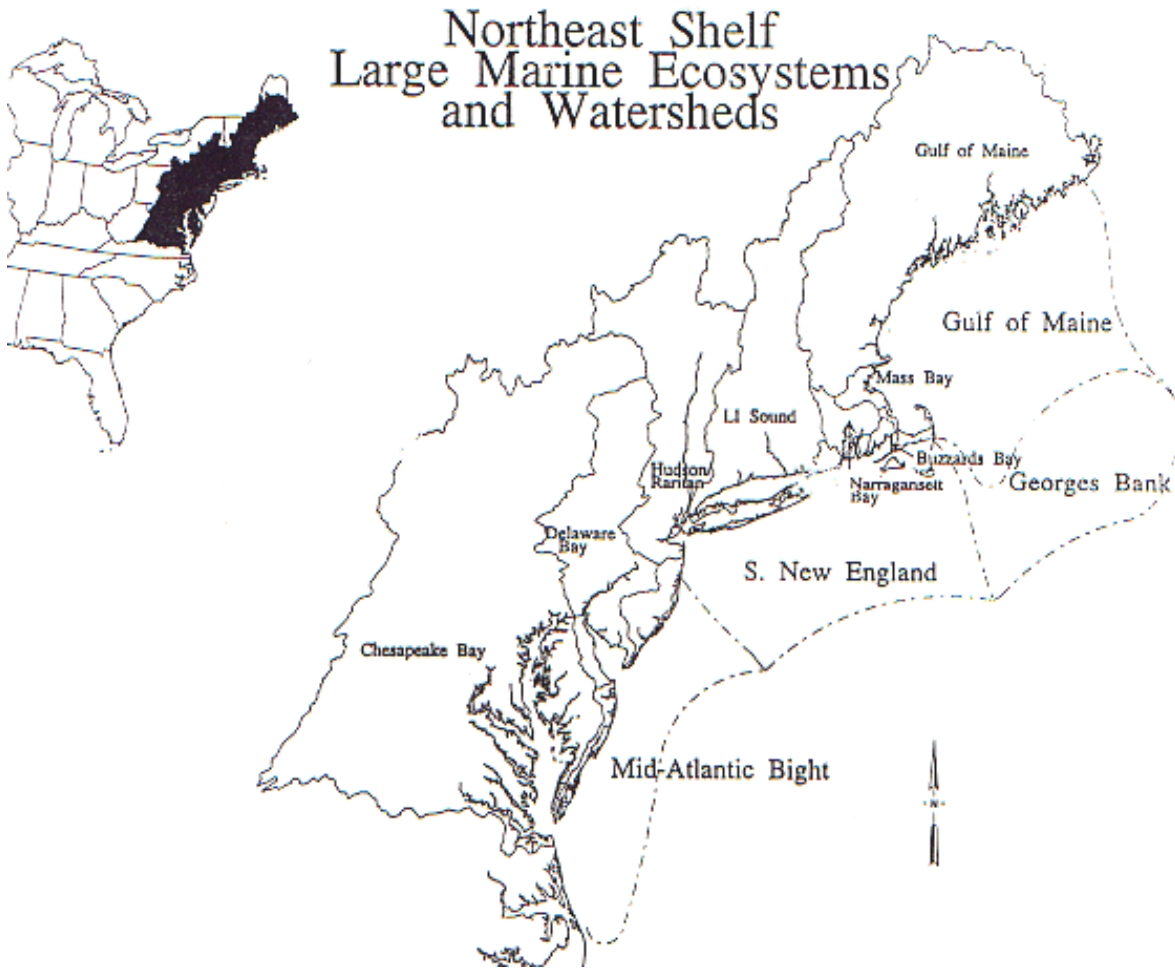 Northeast Shelf
Large Marine Ecosystems
and Watersheds
Gulf of Maine
Gulf of Maine
Mass Bay
LI Sound
Buzzards Bay
Hudson/
Raritan
Narragansett
Bay
Georges Bank
Delaware
Bay
S. New England
Chesapeake Bay
Mid-Atlantic Bight
N